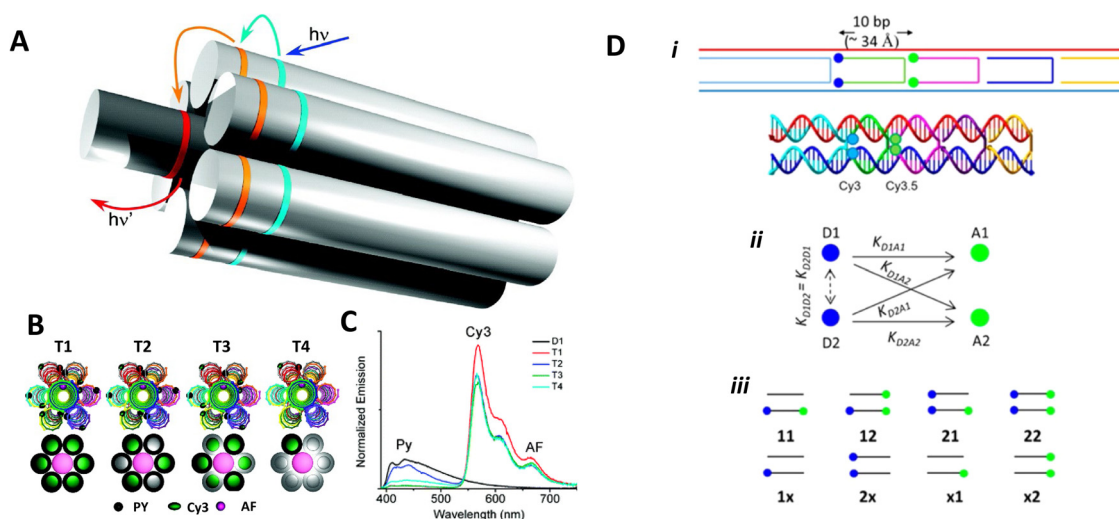 A
hν
hν'
B
T1 T2 T3 T4
PY Cy3 AF
C
Normalized Emission
Cy3
D1
T1
T2
T3
T4
Py
AF
400 500 600 700
Wavelength (nm)
D
i
10 bp
(~ 34 Å)
Cy3 Cy3.5
ii
D1 A1
K_D1A1
K_D1A2
K_D1D2 = K_D2D1
K_D2A1
K_D2A2
D2 A2
iii
11 12 21 22
1x 2x x1 x2